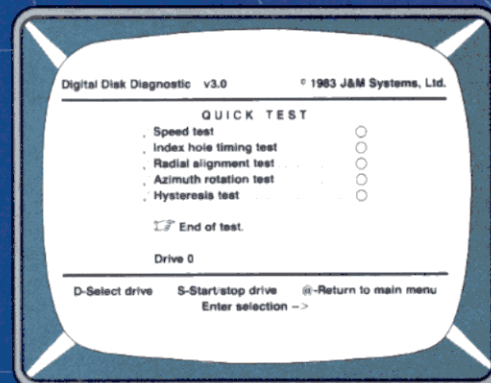 Digital Disk Diagnostic v3.0 © 1983 J&M Systems, Ltd.
QUICK TEST
Speed test
Index hole timing test
Radial alignment test
Azimuth rotation test
Hysteresis test
☞ End of test.
Drive 0
D-Select drive S-Start/stop drive @-Return to main menu
Enter selection -->